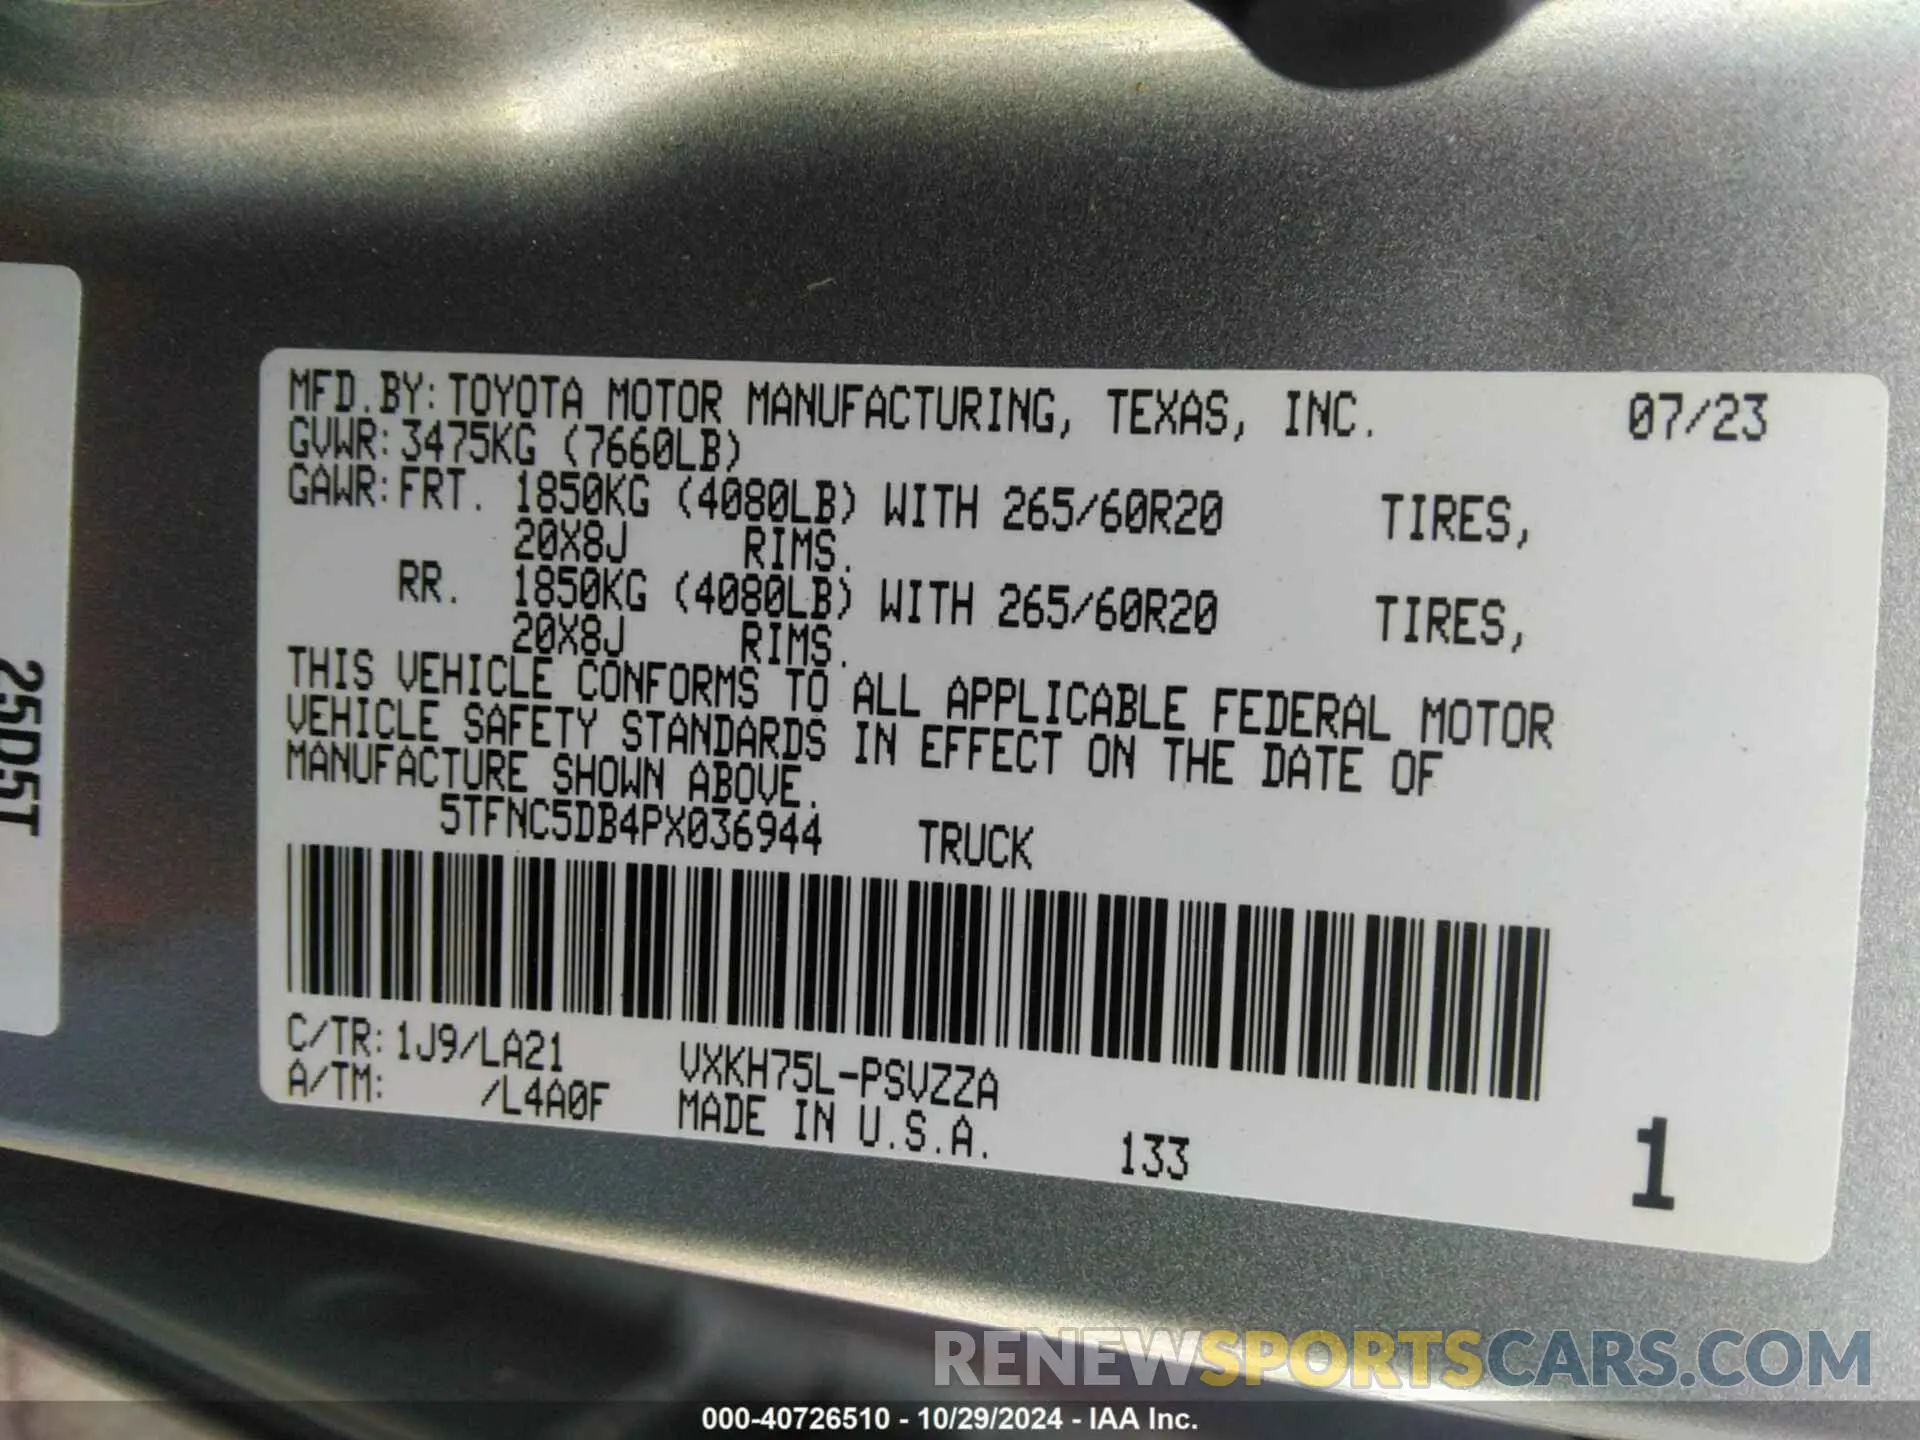 MFD.BY: TOYOTA MOTOR MANUFACTURING, TEXAS, INC. 07/23
GVWR: 3475KG (7660LB)
GAWR: FRT. 1850KG (4080LB) WITH 265/60R20 TIRES,
20X8J RIMS.
RR. 1850KG (4080LB) WITH 265/60R20 TIRES,
20X8J RIMS.
THIS VEHICLE CONFORMS TO ALL APPLICABLE FEDERAL MOTOR
VEHICLE SAFETY STANDARDS IN EFFECT ON THE DATE OF
MANUFACTURE SHOWN ABOVE.
5TFNC5DB4PX036944 TRUCK
C/TR: 1J9/LA21 VXKH75L-PSVZZA
A/TM: /L4A0F MADE IN U.S.A. 133 1
25D5T
RENEWSPORTSCARS.COM
000-40726510 - 10/29/2024 - IAA Inc.